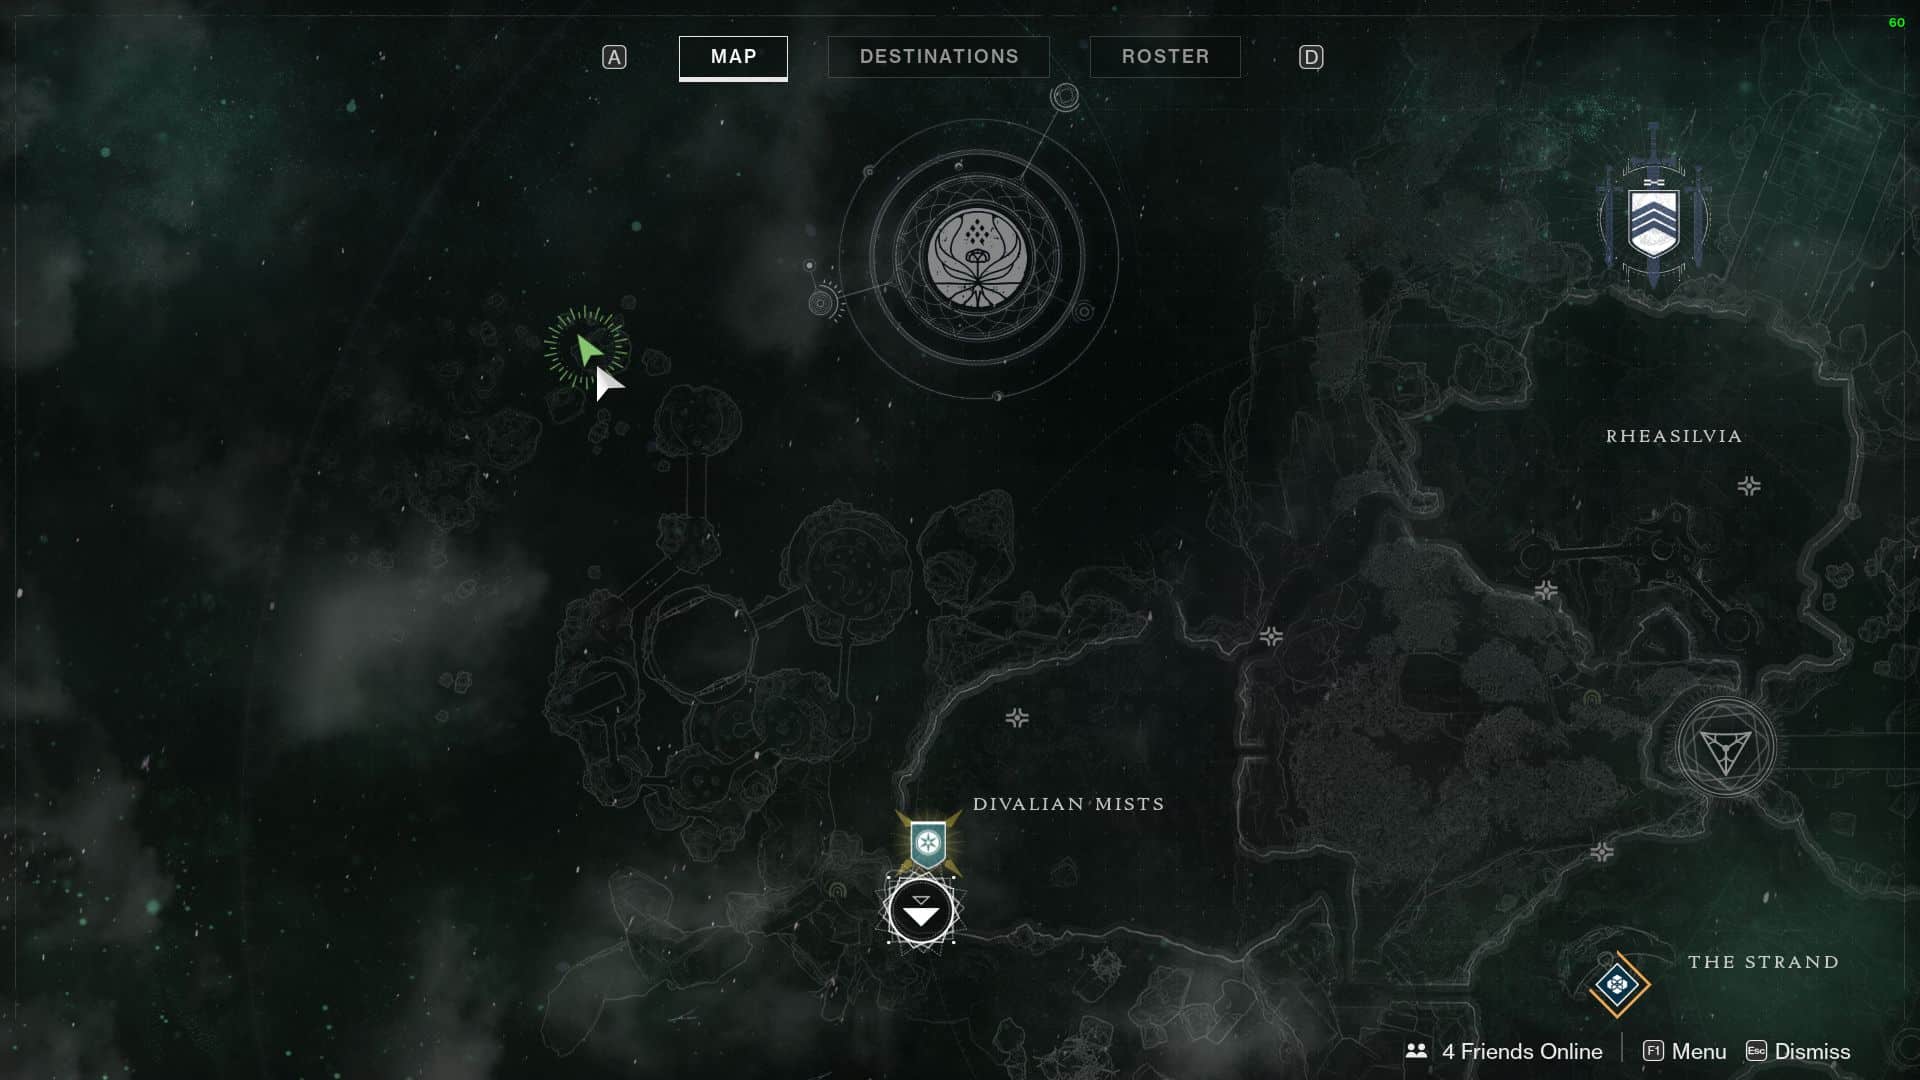 60
A MAP DESTINATIONS ROSTER D
RHEASILVIA
DIVALIAN MISTS
THE STRAND
4 Friends Online F1 Menu Esc Dismiss